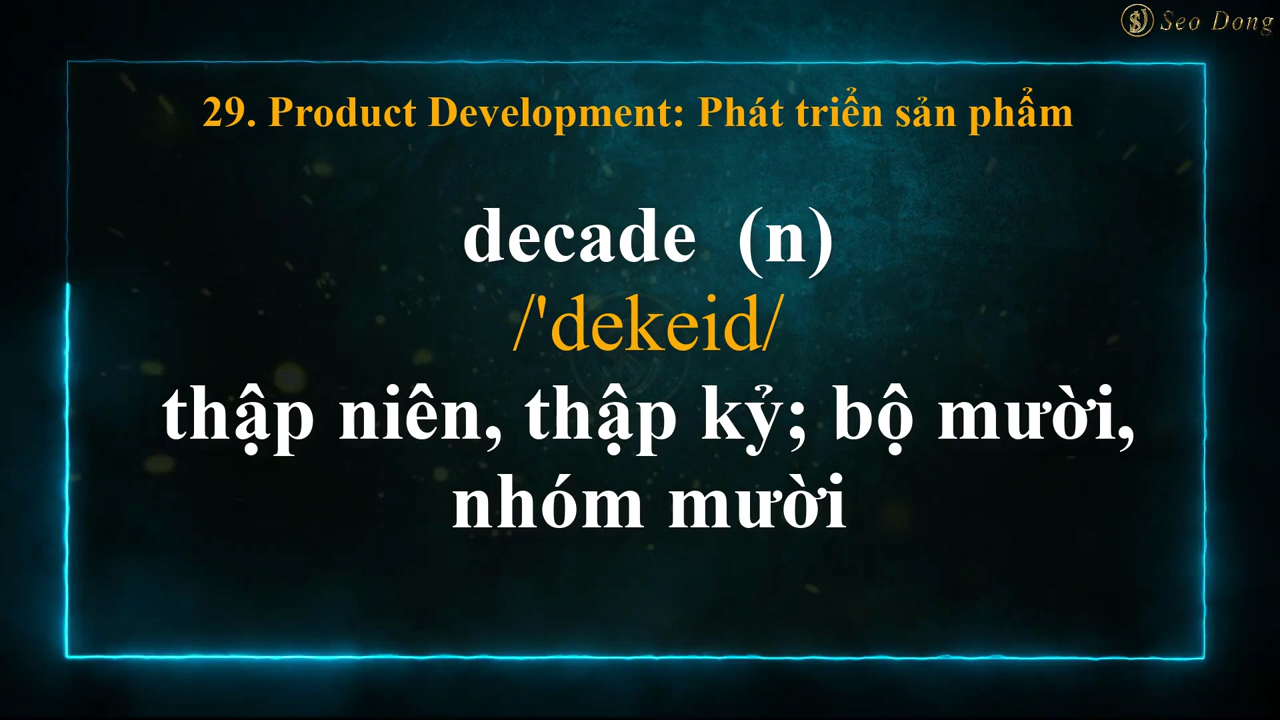 Seo Dong
29. Product Development: Phát triển sản phẩm
decade (n)
/'dekeid/
thập niên, thập kỷ; bộ mười,
nhóm mười